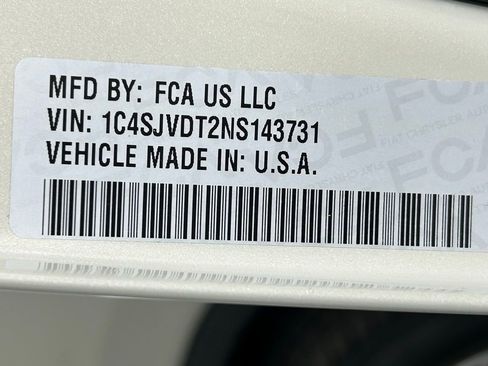 MFD BY: FCA US LLC
VIN: 1C4SJVDT2NS143731
VEHICLE MADE IN: U.S.A.